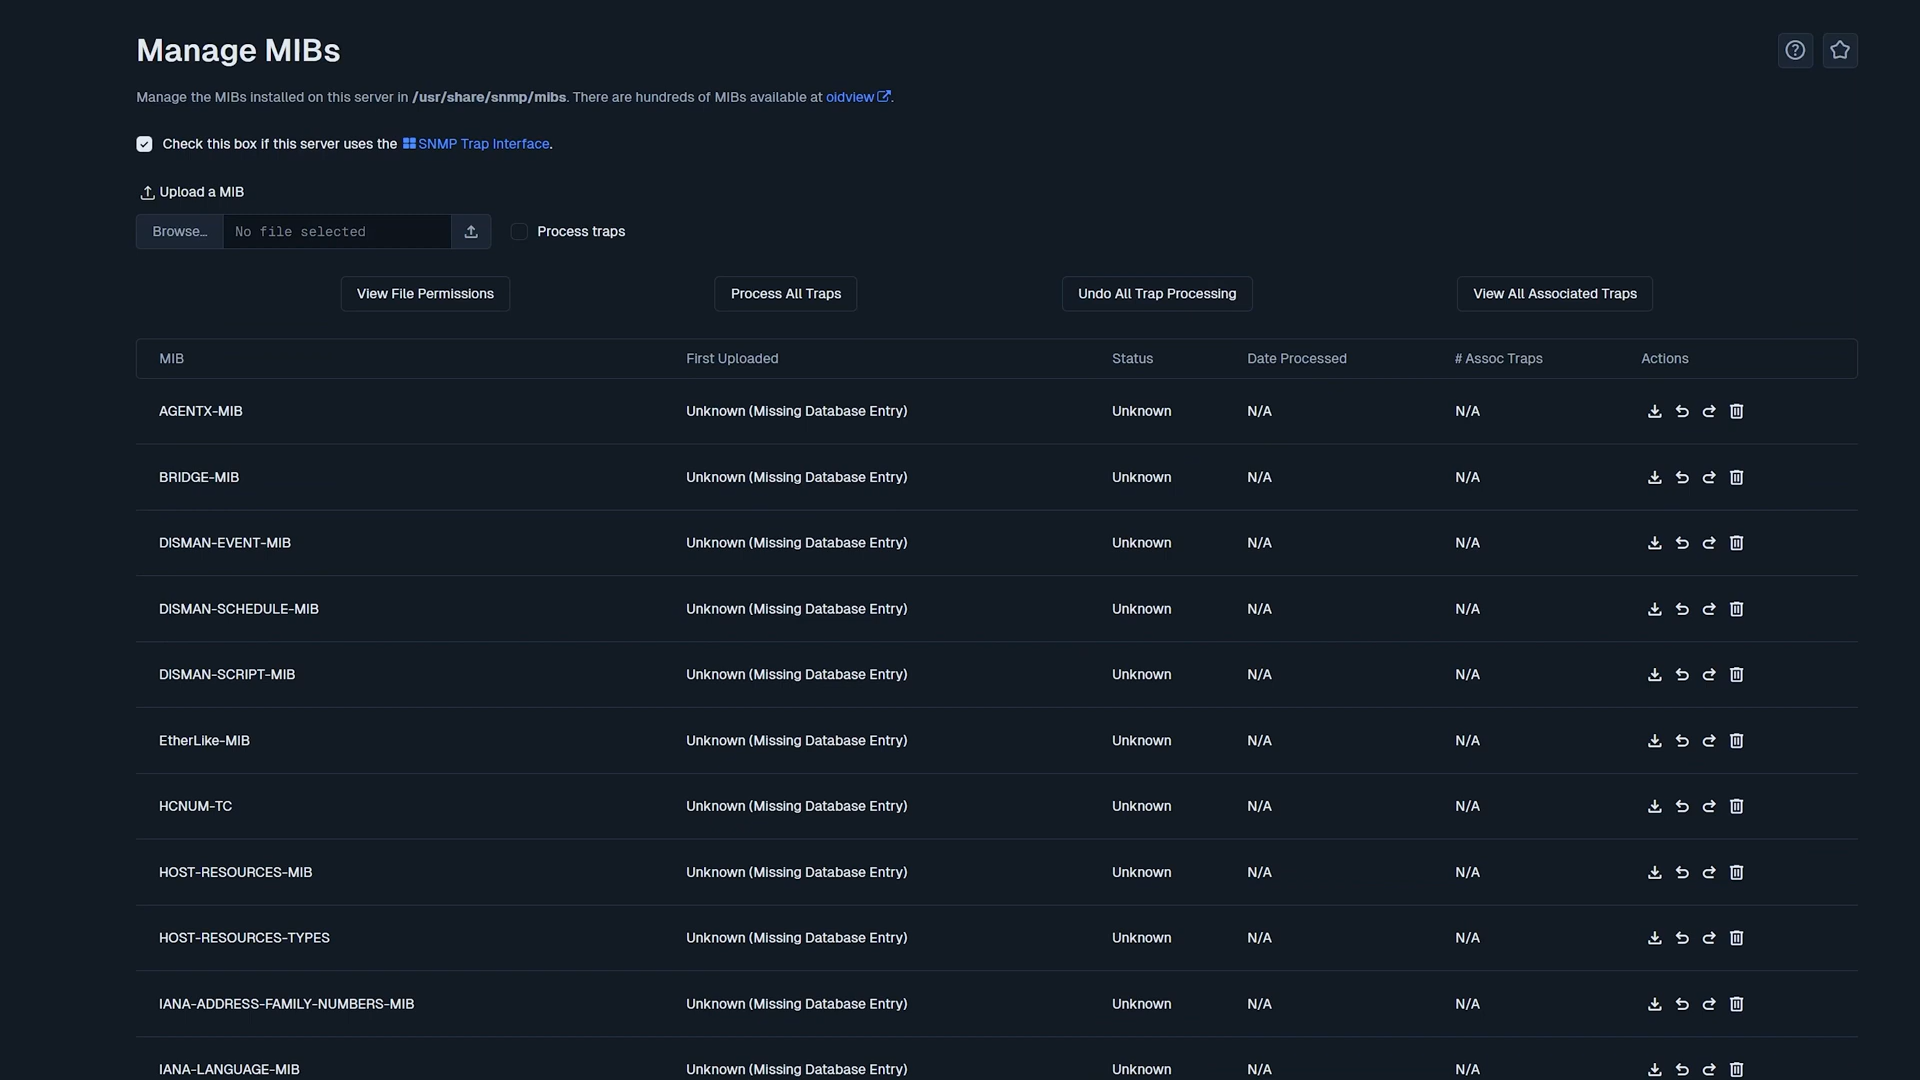 Manage MIBs
Manage the MIBs installed on this server in /usr/share/snmp/mibs. There are hundreds of MIBs available at oidview.
Check this box if this server uses the SNMP Trap Interface.
Upload a MIB
Browse... No file selected Process traps
View File Permissions Process All Traps Undo All Trap Processing View All Associated Traps
MIB First Uploaded Status Date Processed # Assoc Traps Actions
AGENTX-MIB Unknown (Missing Database Entry) Unknown N/A N/A
BRIDGE-MIB Unknown (Missing Database Entry) Unknown N/A N/A
DISMAN-EVENT-MIB Unknown (Missing Database Entry) Unknown N/A N/A
DISMAN-SCHEDULE-MIB Unknown (Missing Database Entry) Unknown N/A N/A
DISMAN-SCRIPT-MIB Unknown (Missing Database Entry) Unknown N/A N/A
EtherLike-MIB Unknown (Missing Database Entry) Unknown N/A N/A
HCNUM-TC Unknown (Missing Database Entry) Unknown N/A N/A
HOST-RESOURCES-MIB Unknown (Missing Database Entry) Unknown N/A N/A
HOST-RESOURCES-TYPES Unknown (Missing Database Entry) Unknown N/A N/A
IANA-ADDRESS-FAMILY-NUMBERS-MIB Unknown (Missing Database Entry) Unknown N/A N/A
IANA-LANGUAGE-MIB Unknown (Missing Database Entry) Unknown N/A N/A